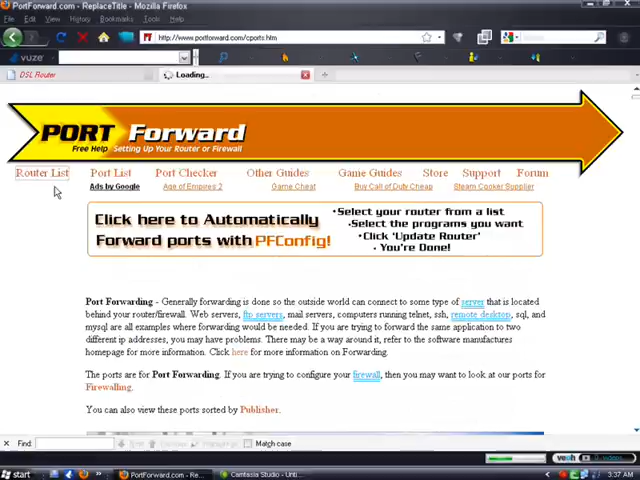 PortForward.com - ReplaceTitle - Mozilla Firefox
File Edit View History Bookmarks Tools Help
http://www.portforward.com/cports.htm
Google
vuze
DSL Router
Loading...
PORT Forward
Free Help Setting Up Your Router or Firewall
Router List Port List Port Checker Other Guides Game Guides Store Support Forum
Ads by Google Age of Empires 2 Game Cheat Buy Call of Duty Cheap Steam Cooker Supplier
Click here to Automatically
Forward ports with PFConfig!
•Select your router from a list
•Select the programs you want
•Click 'Update Router'
•You're Done!
Port Forwarding - Generally forwarding is done so the outside world can connect to some type of server that is located
behind your router/firewall. Web servers, ftp servers, mail servers, computers running telnet, ssh, remote desktop, sql, and
mysql are all examples where forwarding would be needed. If you are trying to forward the same application to two
different ip addresses, you may have problems. There may be a way around it, refer to the software manufactures
homepage for more information. Click here for more information on Forwarding.
The ports are for Port Forwarding. If you are trying to configure your firewall, then you may want to look at our ports for
Firewalling.
You can also view these ports sorted by Publisher.
Find: Match case
veoh
start PortForward.com - Re... Camtasia Studio - Unti... 3:37 AM